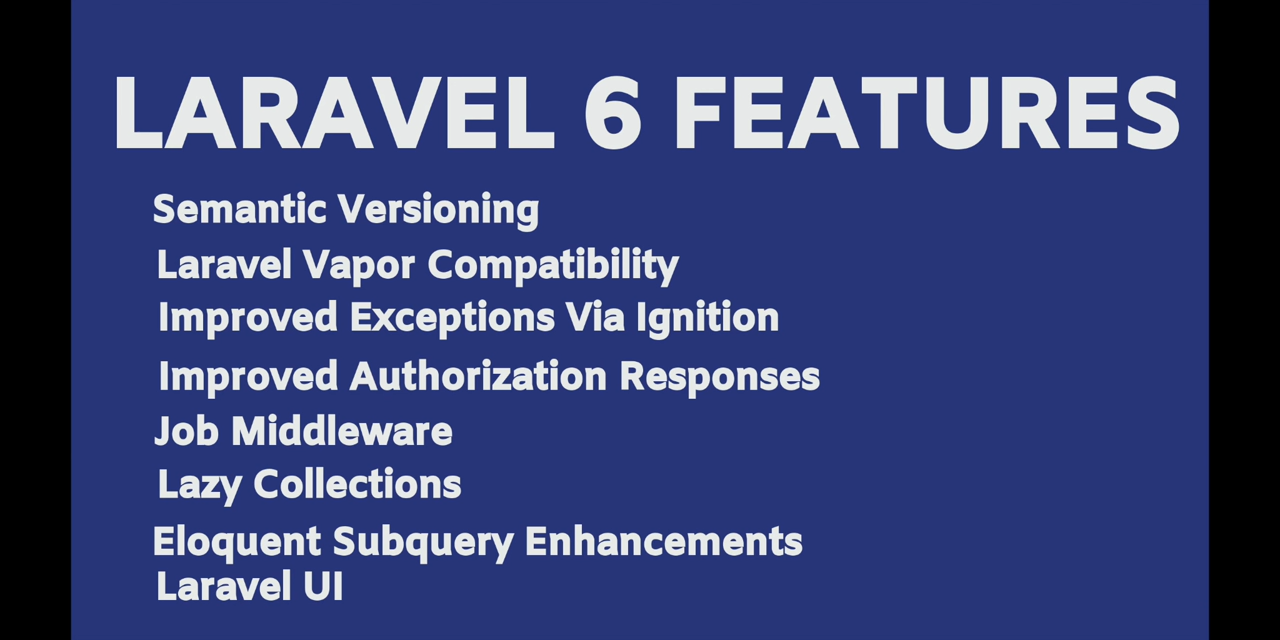 LARAVEL 6 FEATURES
Semantic Versioning
Laravel Vapor Compatibility
Improved Exceptions Via Ignition
Improved Authorization Responses
Job Middleware
Lazy Collections
Eloquent Subquery Enhancements
Laravel UI